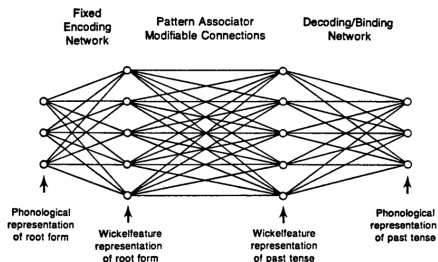 Fixed
Encoding
Network
Pattern Associator
Modifiable Connections
Decoding/Binding
Network
Phonological
representation
of root form
Wickelfeature
representation
of root form
Wickelfeature
representation
of past tense
Phonological
representation
of past tense